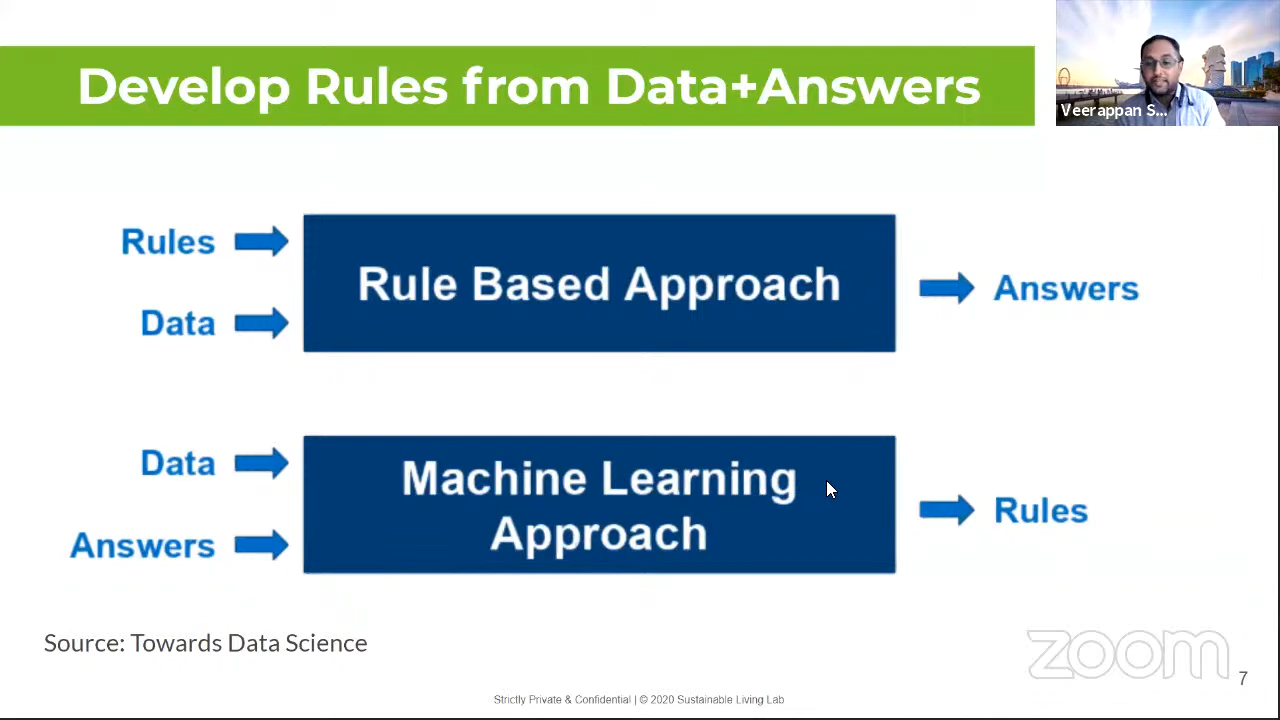 Develop Rules from Data+Answers
Veerappan S...
Rules
Rule Based Approach
Data
Answers
Data
Machine Learning
Approach
Answers
Rules
Source: Towards Data Science
zoom
7
Strictly Private & Confidential | © 2020 Sustainable Living Lab